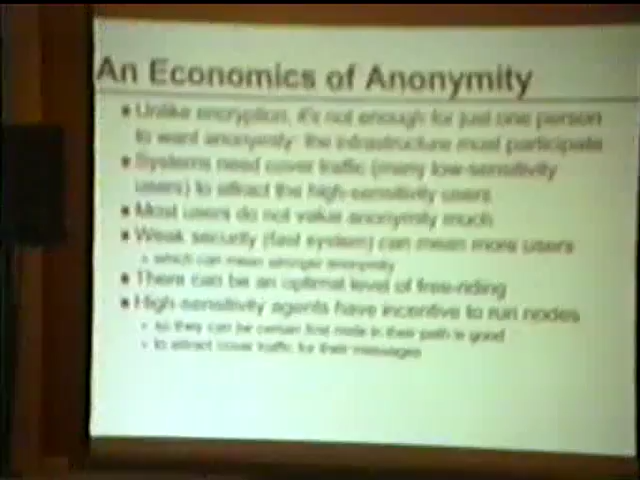 An Economics of Anonymity
Unlike encryption, it's not enough for just one person
to want anonymity: the infrastructure must participate
Systems need cover traffic (many low-sensitivity
users) to attract the high-sensitivity users
Most users do not value anonymity much
Weak security (fast system) can mean more users
which can mean stronger anonymity
There can be an optimal level of free-riding
High-sensitivity agents have incentive to run nodes
so they can be certain first node in their path is good
to attract cover traffic for their messages